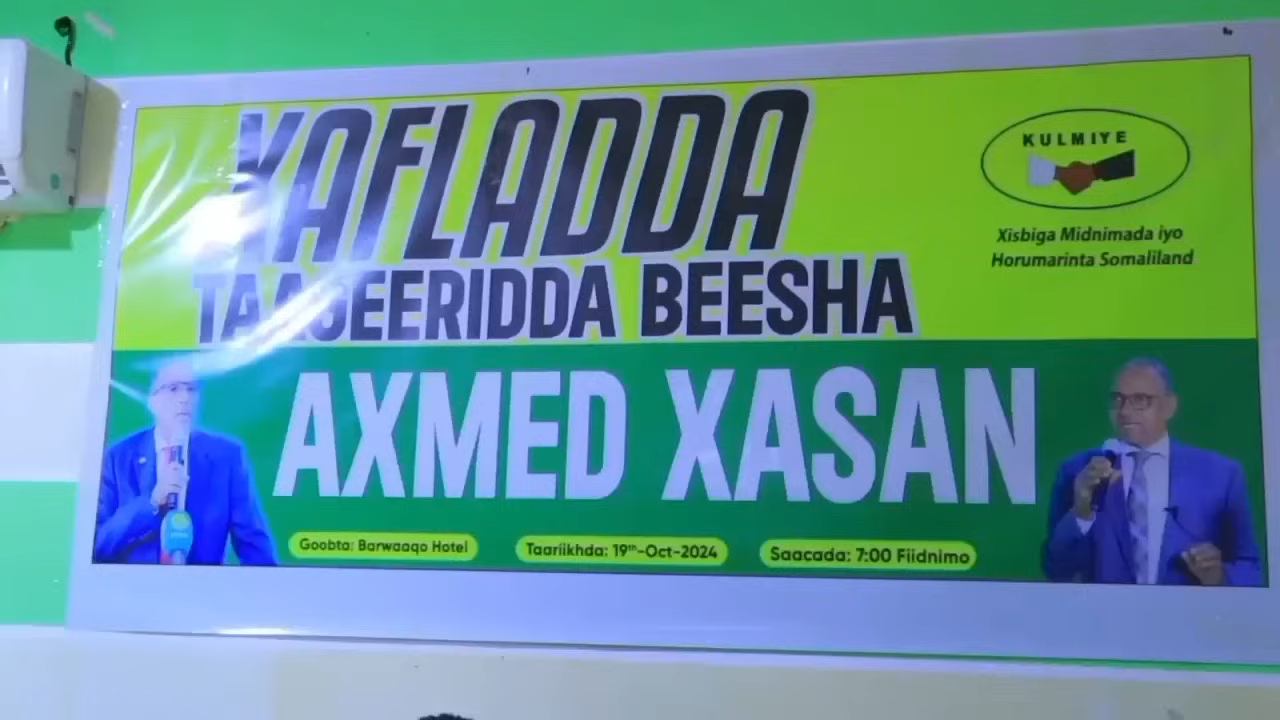 XAFLADDA
TAAGEERIDDA BEESHA
AXMED XASAN
KULMIYE
Xisbiga Midnimada iyo
Horumarinta Somaliland
Goobta: Barwaaqo Hotel
Taariikhda: 19th-Oct-2024
Saacada: 7:00 Fiidnimo